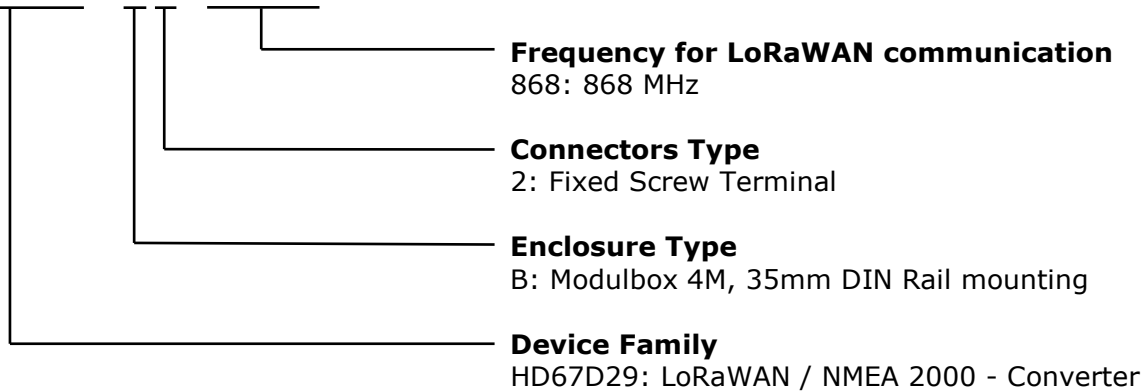 Frequency for LoRaWAN communication
868: 868 MHz
Connectors Type
2: Fixed Screw Terminal
Enclosure Type
B: Modulbox 4M, 35mm DIN Rail mounting
Device Family
HD67D29: LoRaWAN / NMEA 2000 - Converter